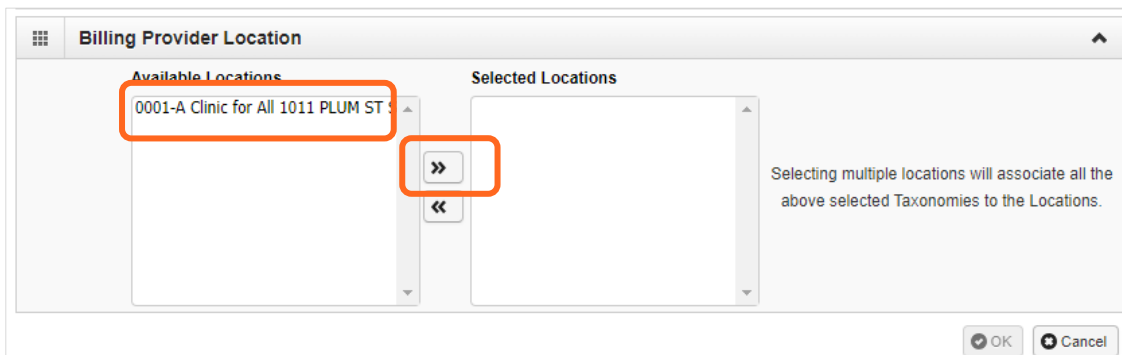 Billing Provider Location
Available Locations
Selected Locations
0001-A Clinic for All 1011 PLUM ST
Selecting multiple locations will associate all the
above selected Taxonomies to the Locations.
OK
Cancel